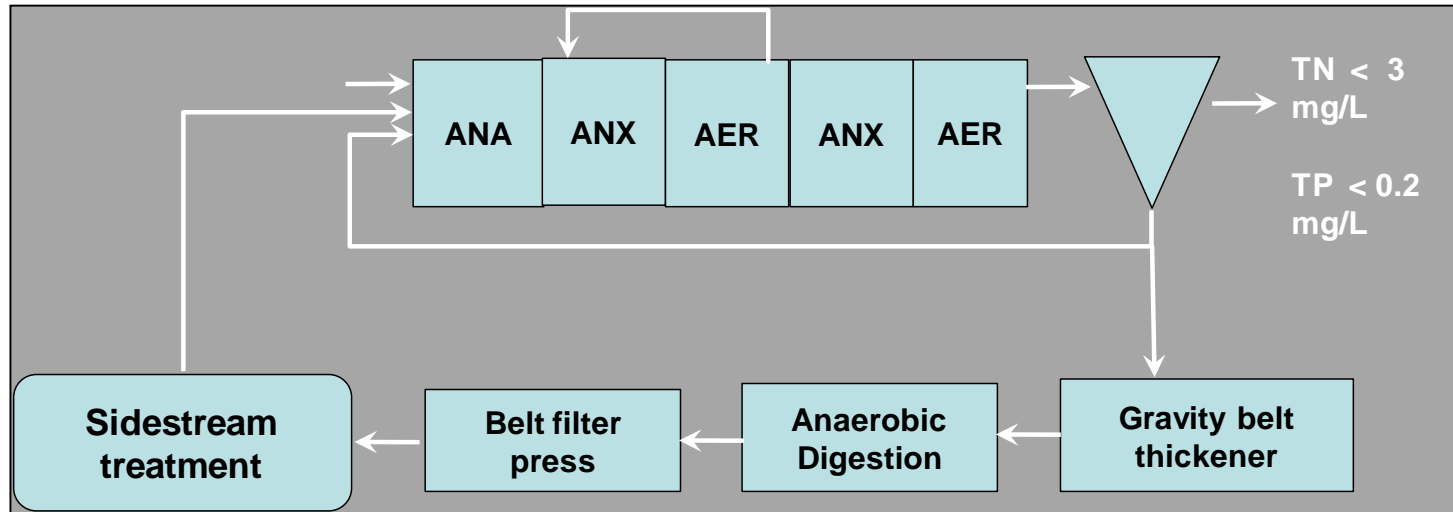 ANA
ANX
AER
ANX
AER
TN < 3
mg/L
TP < 0.2
mg/L
Sidestream
treatment
Belt filter
press
Anaerobic
Digestion
Gravity belt
thickener